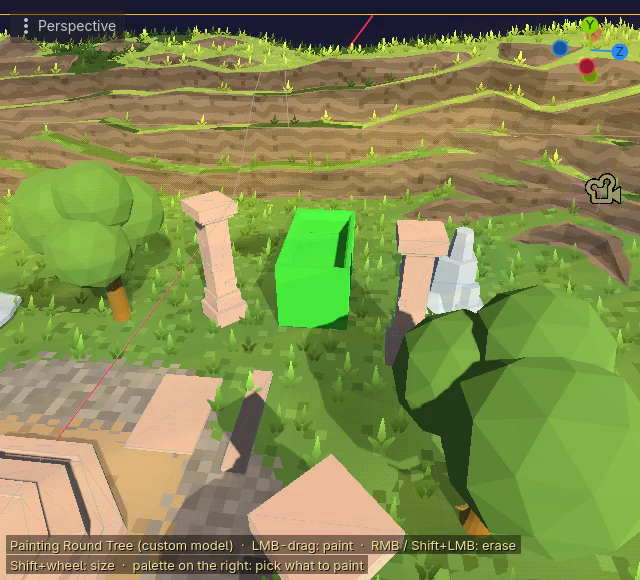 Perspective
Y
Z
Painting Round Tree (custom model)  ·  LMB-drag: paint  ·  RMB / Shift+LMB: erase
Shift+wheel: size  ·  palette on the right: pick what to paint